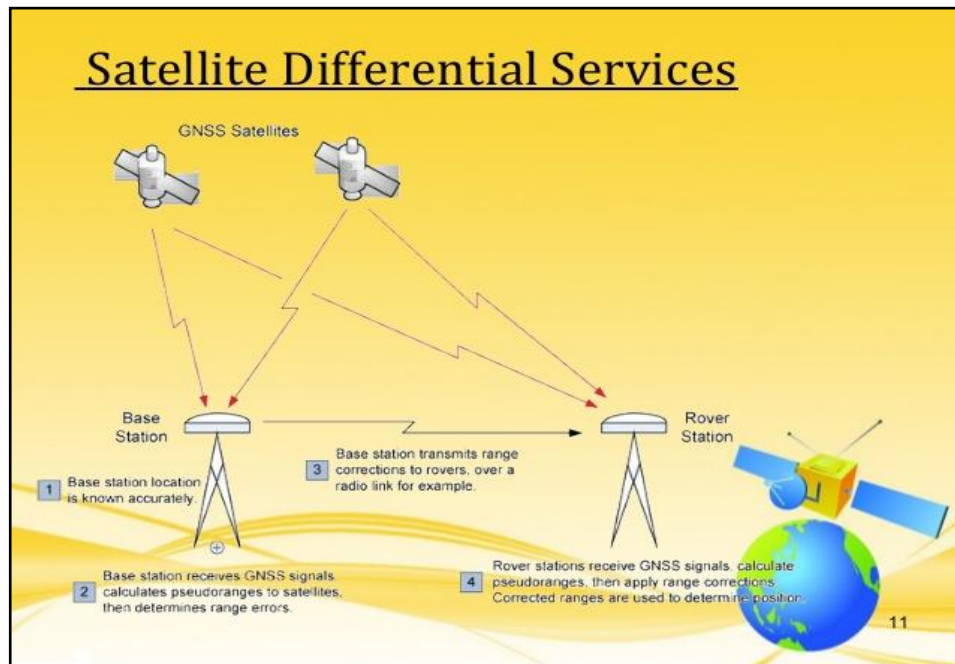 Satellite Differential Services
GNSS Satellites
Base
Station
Rover
Station
1
Base station location
is known accurately.
3
Base station transmits range
corrections to rovers, over a
radio link for example.
2
Base station receives GNSS signals,
calculates pseudoranges to satellites,
then determines range errors.
4
Rover stations receive GNSS signals, calculate
pseudoranges, then apply range corrections.
Corrected ranges are used to determine position.
11